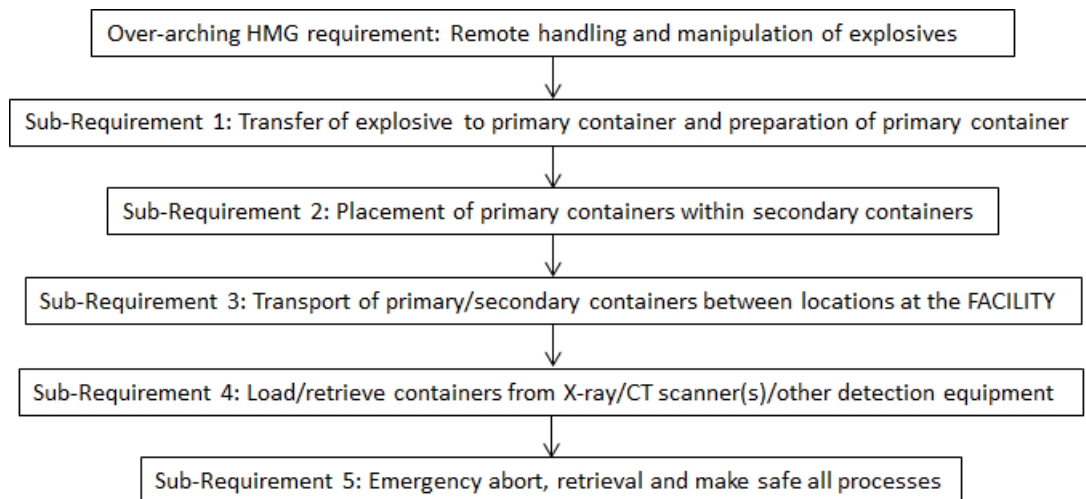 Over-arching HMG requirement: Remote handling and manipulation of explosives
Sub-Requirement 1: Transfer of explosive to primary container and preparation of primary container
Sub-Requirement 2: Placement of primary containers within secondary containers
Sub-Requirement 3: Transport of primary/secondary containers between locations at the FACILITY
Sub-Requirement 4: Load/retrieve containers from X-ray/CT scanner(s)/other detection equipment
Sub-Requirement 5: Emergency abort, retrieval and make safe all processes